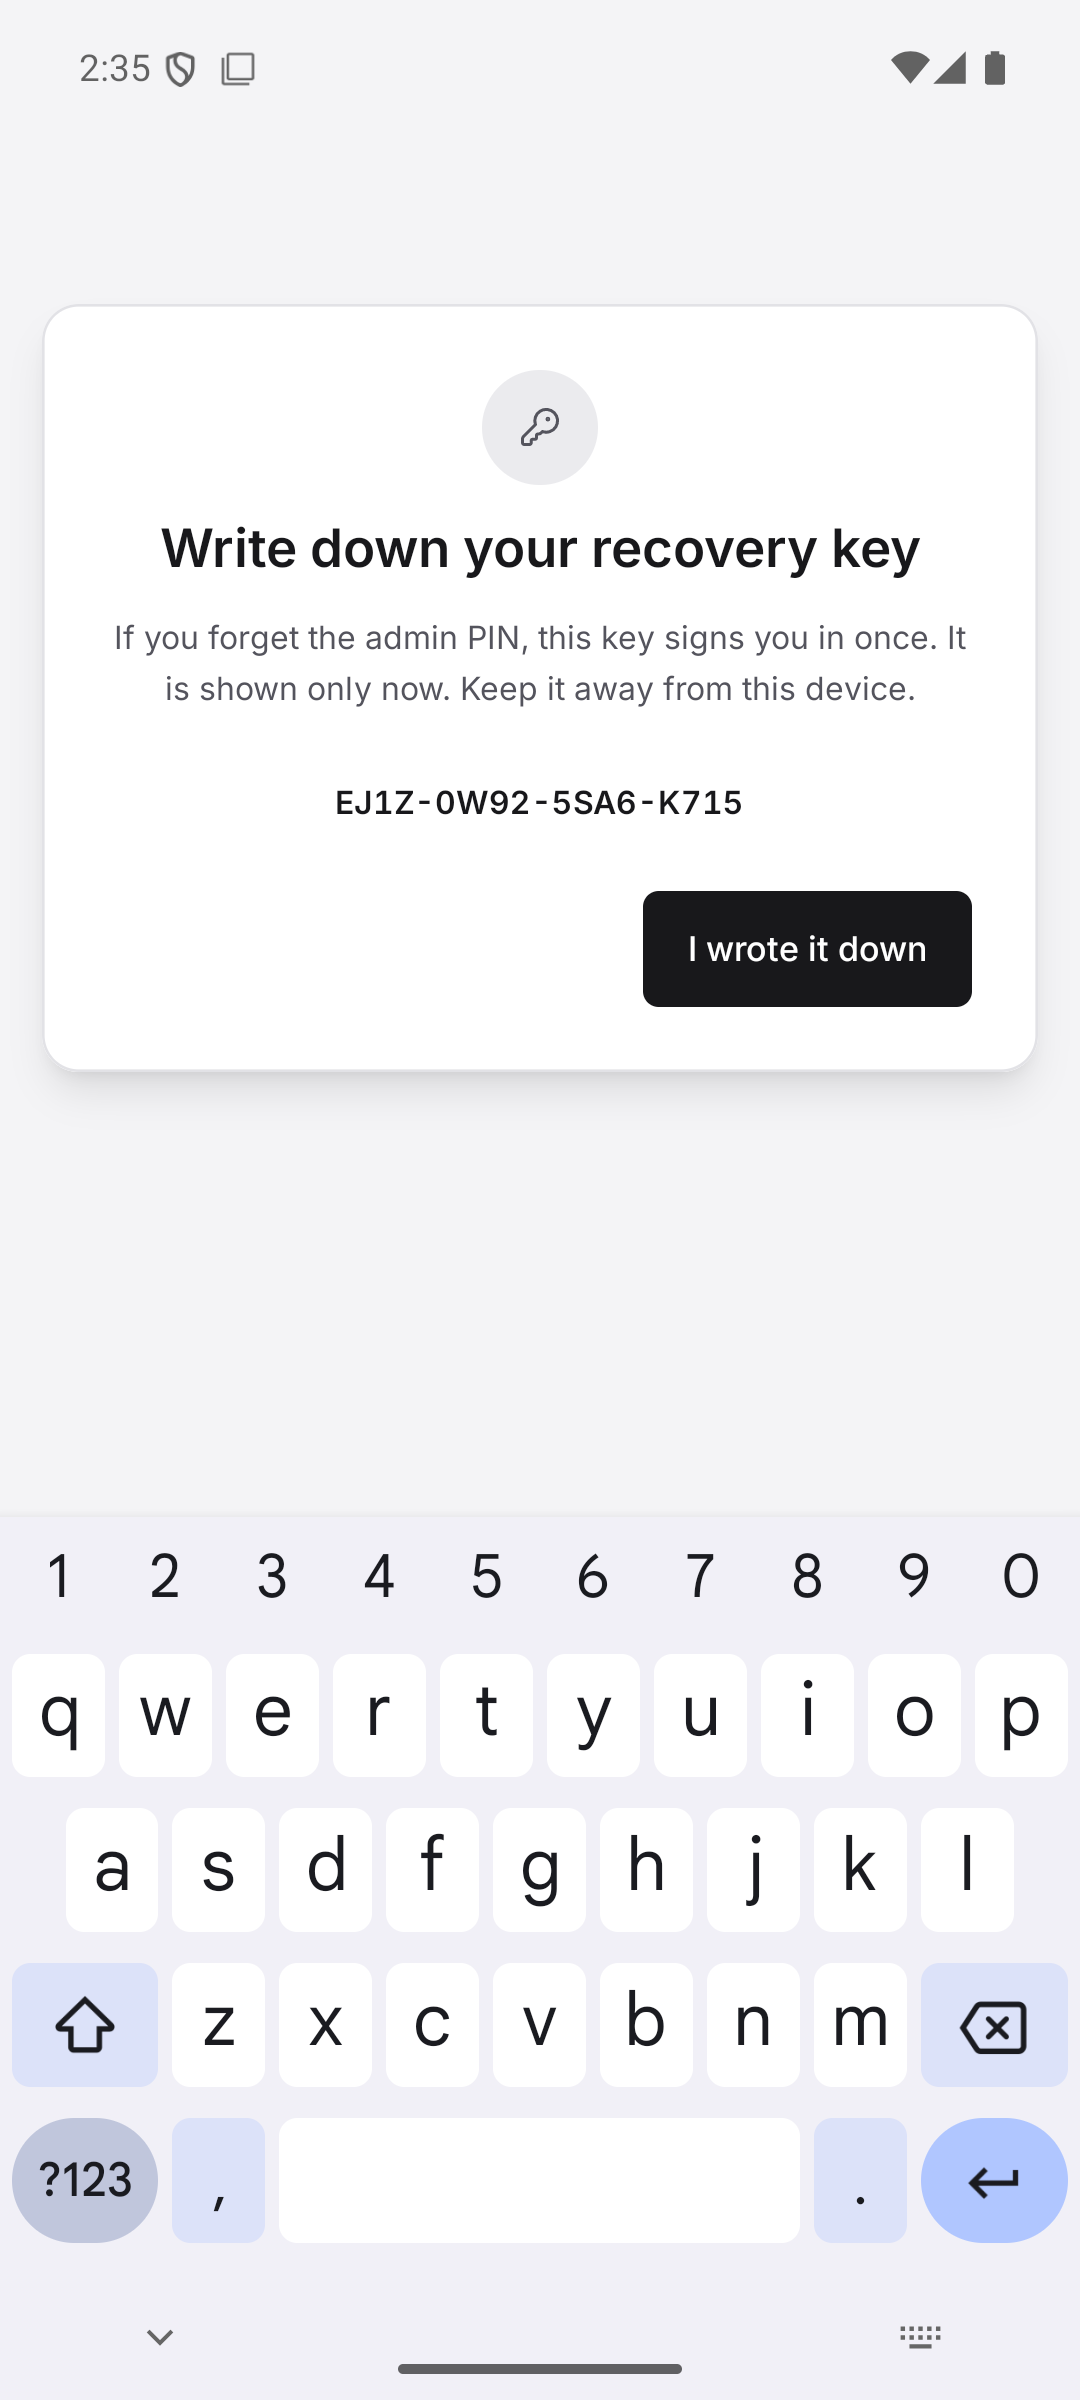 2:35
Write down your recovery key
If you forget the admin PIN, this key signs you in once. It
is shown only now. Keep it away from this device.
EJ1Z-0W92-5SA6-K715
I wrote it down
1 2 3 4 5 6 7 8 9 0
q w e r t y u i o p
a s d f g h j k l
z x c v b n m
?123 , .